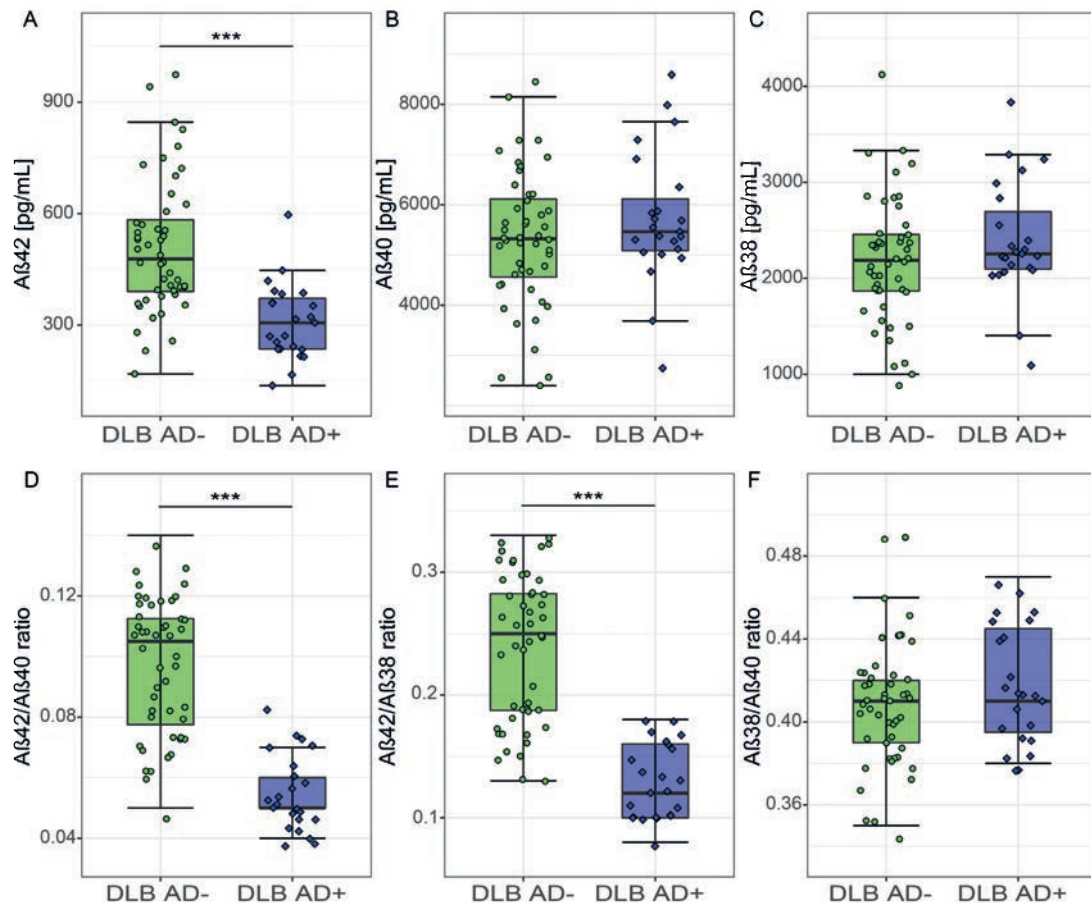 A
***
Aß42 [pg/mL]
900
600
300
DLB AD-
DLB AD+
B
Aß40 [pg/mL]
8000
6000
4000
DLB AD-
DLB AD+
C
Aß38 [pg/mL]
4000
3000
2000
1000
DLB AD-
DLB AD+
D
***
Aß42/Aß40 ratio
0.12
0.08
0.04
DLB AD-
DLB AD+
E
***
Aß42/Aß38 ratio
0.3
0.2
0.1
DLB AD-
DLB AD+
F
Aß38/Aß40 ratio
0.48
0.44
0.40
0.36
DLB AD-
DLB AD+